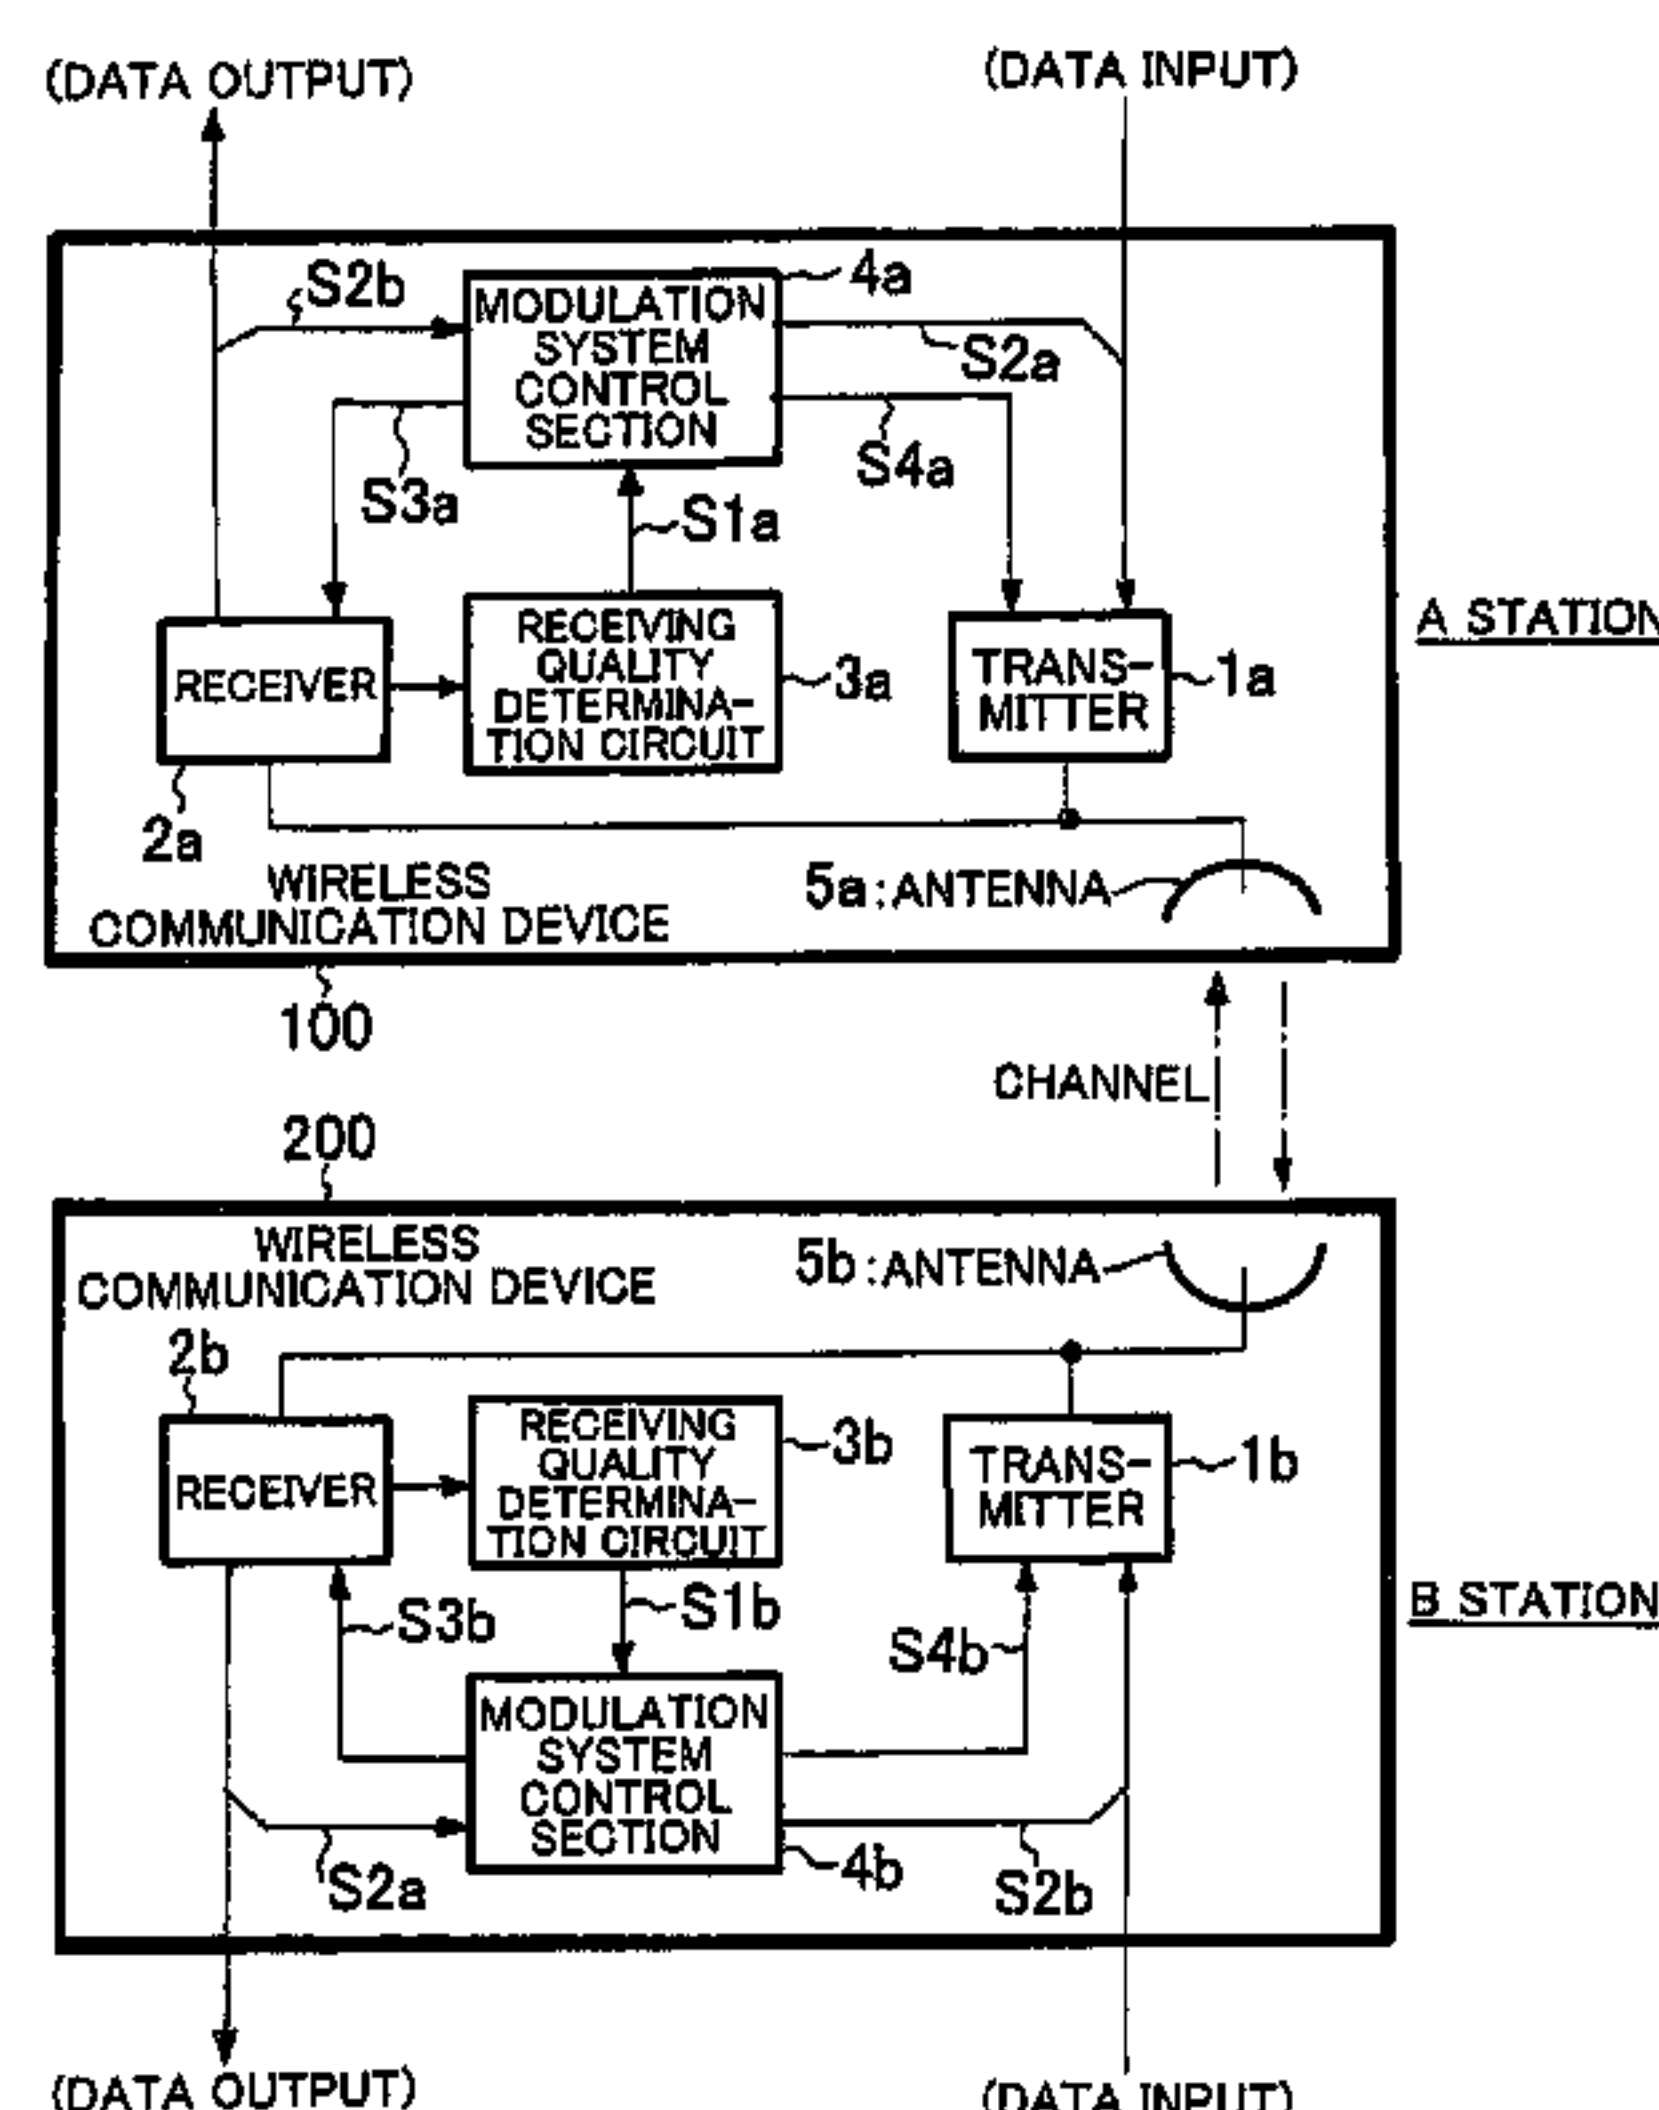 (DATA OUTPUT)
(DATA INPUT)
S2b
MODULATION
SYSTEM
CONTROL
SECTION
4a
S2a
S4a
S3a
S1a
RECEIVER
RECEIVING
QUALITY
DETERMINA-
TION CIRCUIT
3a
TRANS-
MITTER
1a
A STATION
2a
WIRELESS
COMMUNICATION DEVICE
5a:ANTENNA
100
CHANNEL
200
WIRELESS
COMMUNICATION DEVICE
5b:ANTENNA
2b
RECEIVER
RECEIVING
QUALITY
DETERMINA-
TION CIRCUIT
3b
TRANS-
MITTER
1b
S3b
S1b
S4b
B STATION
MODULATION
SYSTEM
CONTROL
SECTION
4b
S2a
S2b
(DATA OUTPUT)
(DATA INPUT)